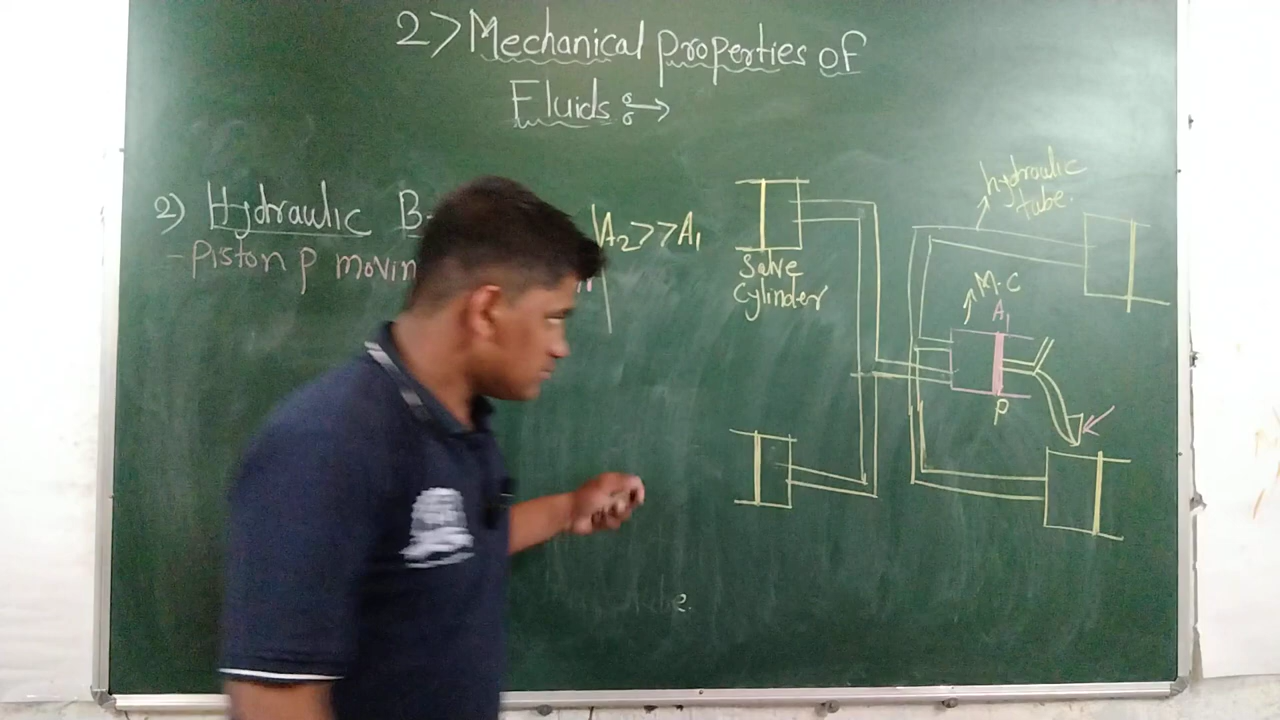 2> Mechanical properties of
Fluids :→
2) Hydraulic B
- Piston p movin
A2>>A1
Salve
Cylinder
hydraulic
tube.
M.C
A1
P
e.